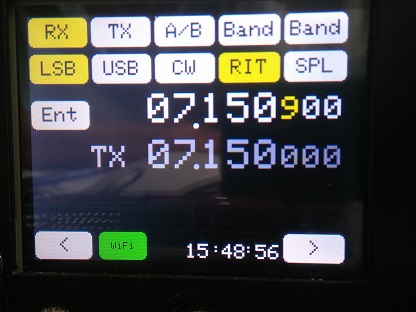 RX TX A/B Band Band
LSB USB CW RIT SPL
Ent 07.150900
TX 07.150000
< WiFi 15:48:56 >